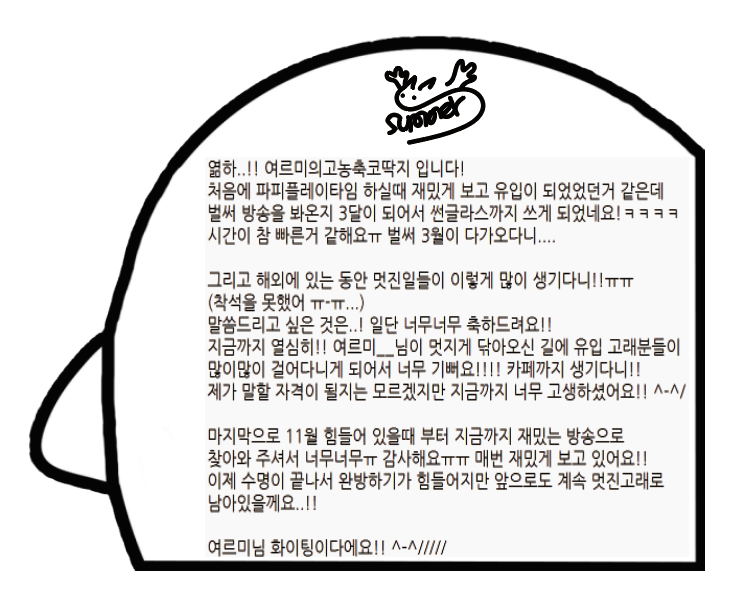 summer
엶하..!! 여르미의고농축코딱지 입니다!
처음에 파피플레이타임 하실때 재밌게 보고 유입이 되었었던거 같은데
벌써 방송을 봐온지 3달이 되어서 썬글라스까지 쓰게 되었네요!ㅋㅋㅋㅋ
시간이 참 빠른거 같해요ㅠ 벌써 3월이 다가오다니....
그리고 해외에 있는 동안 멋진일들이 이렇게 많이 생기다니!!ㅠㅠ
(착석을 못했어 ㅠ-ㅠ...)
말씀드리고 싶은 것은..! 일단 너무너무 축하드려요!!
지금까지 열심히!! 여르미__님이 멋지게 닦아오신 길에 유입 고래분들이
많이많이 걸어다니게 되어서 너무 기뻐요!!!! 카페까지 생기다니!!
제가 말할 자격이 될지는 모르겠지만 지금까지 너무 고생하셨어요!! ^-^/
마지막으로 11월 힘들어 있을때 부터 지금까지 재밌는 방송으로
찾아와 주셔서 너무너무ㅠ 감사해요ㅠㅠ 매번 재밌게 보고 있어요!!
이제 수명이 끝나서 완방하기가 힘들어지만 앞으로도 계속 멋진고래로
남아있을께요..!!
여르미님 화이팅이다에요!! ^-^/////